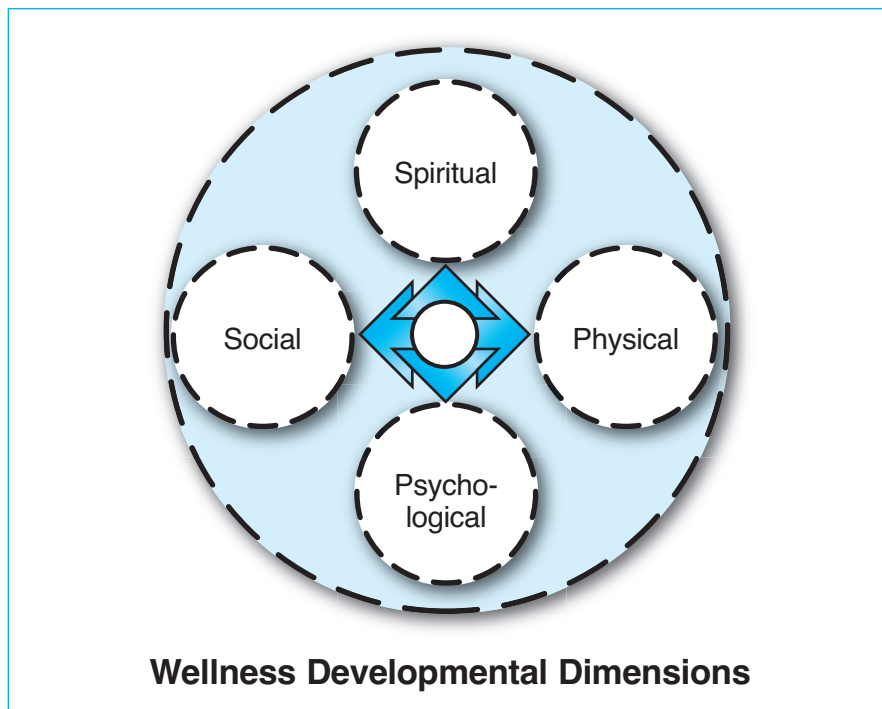 Spiritual
Social
Physical
Psycho-
logical
Wellness Developmental Dimensions